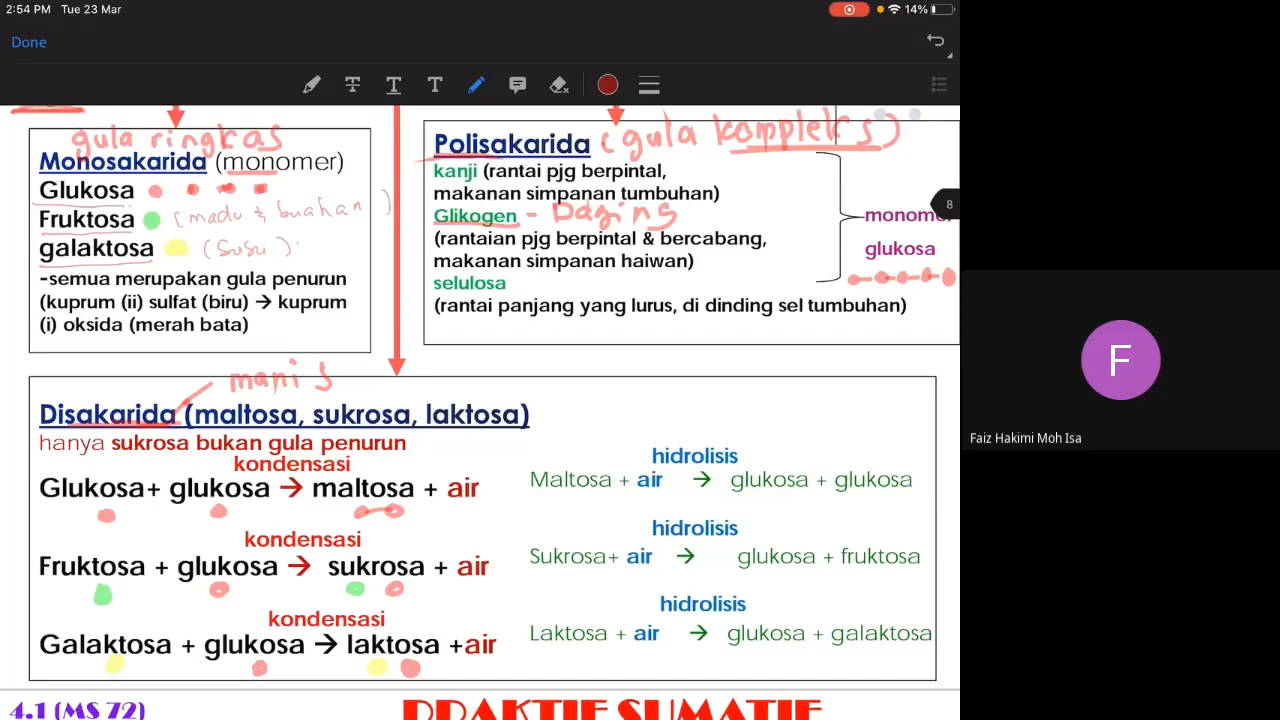 2:54 PM Tue 23 Mar
14%
Done
gula ringkas
Monosakarida (monomer)
Glukosa
Fruktosa (madu & buahan)
galaktosa (susu)
-semua merupakan gula penurun
(kuprum (ii) sulfat (biru) → kuprum
(i) oksida (merah bata)
Polisakarida (gula kompleks)
kanji (rantai pjg berpintal,
makanan simpanan tumbuhan)
Glikogen - Daging
(rantaian pjg berpintal & bercabang,
makanan simpanan haiwan)
selulosa
(rantai panjang yang lurus, di dinding sel tumbuhan)
8
glukosa
manis
Disakarida (maltosa, sukrosa, laktosa)
hanya sukrosa bukan gula penurun
kondensasi
Glukosa+ glukosa → maltosa + air
kondensasi
Fruktosa + glukosa → sukrosa + air
kondensasi
Galaktosa + glukosa → laktosa +air
hidrolisis
Maltosa + air → glukosa + glukosa
hidrolisis
Sukrosa+ air → glukosa + fruktosa
hidrolisis
Laktosa + air → glukosa + galaktosa
4.1 (MS 72)
PRAKTIF SUMATIF
F
Faiz Hakimi Moh Isa